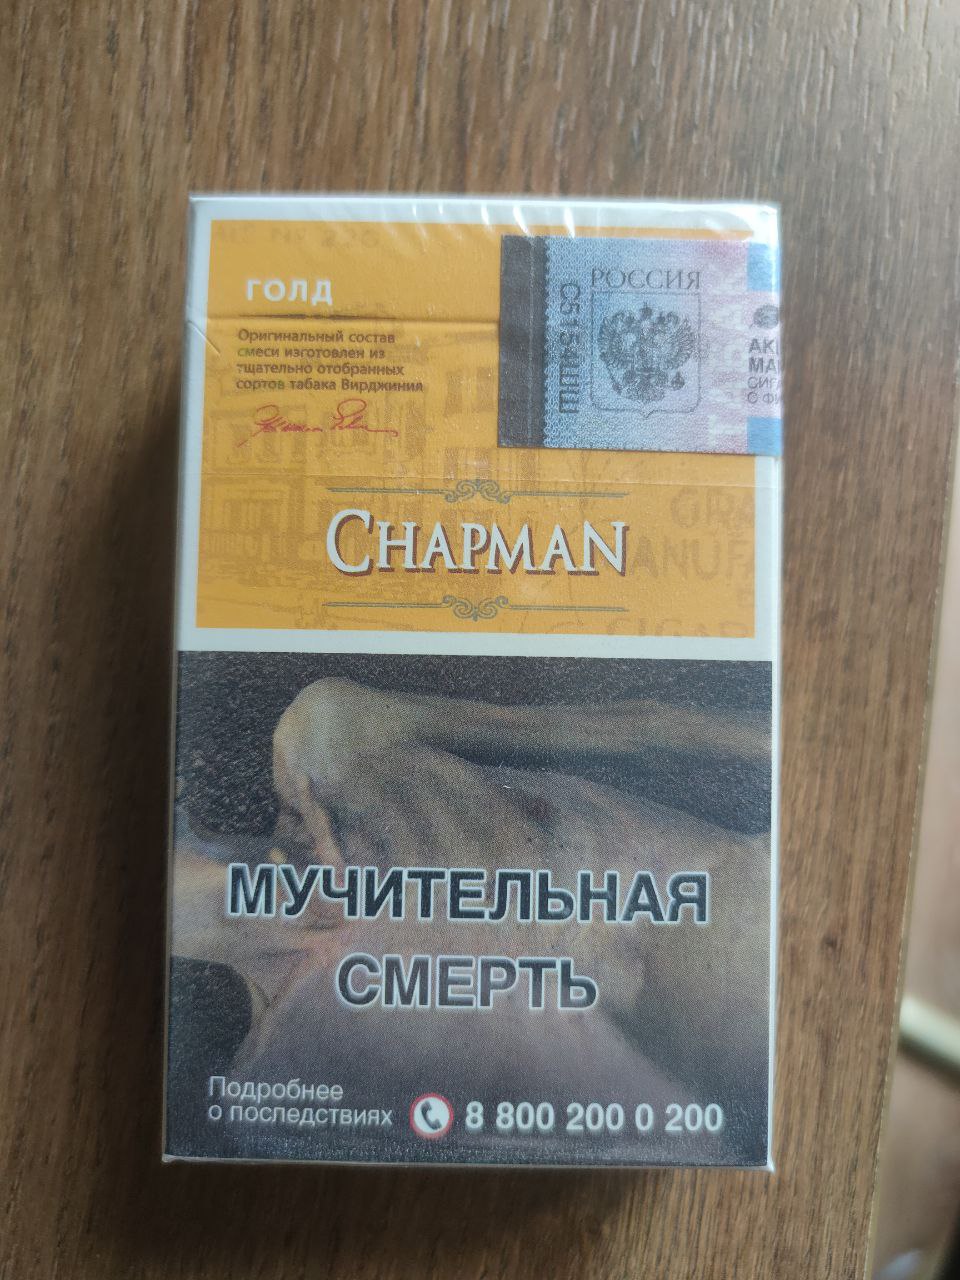 ГОЛД
Оригинальный состав
смеси изготовлен из
тщательно отобранных
сортов табака Вирджиния
РОССИЯ
CHAPMAN
МУЧИТЕЛЬНАЯ
СМЕРТЬ
Подробнее
о последствиях
8 800 200 0 200